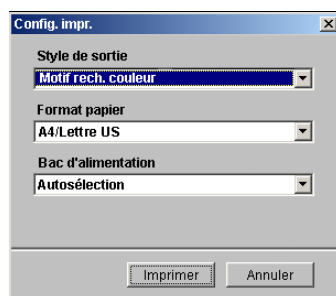 Config. impr.
Style de sortie
Motif rech. couleur
Format papier
A4/Lettre US
Bac d'alimentation
Autosélection
Imprimer Annuler